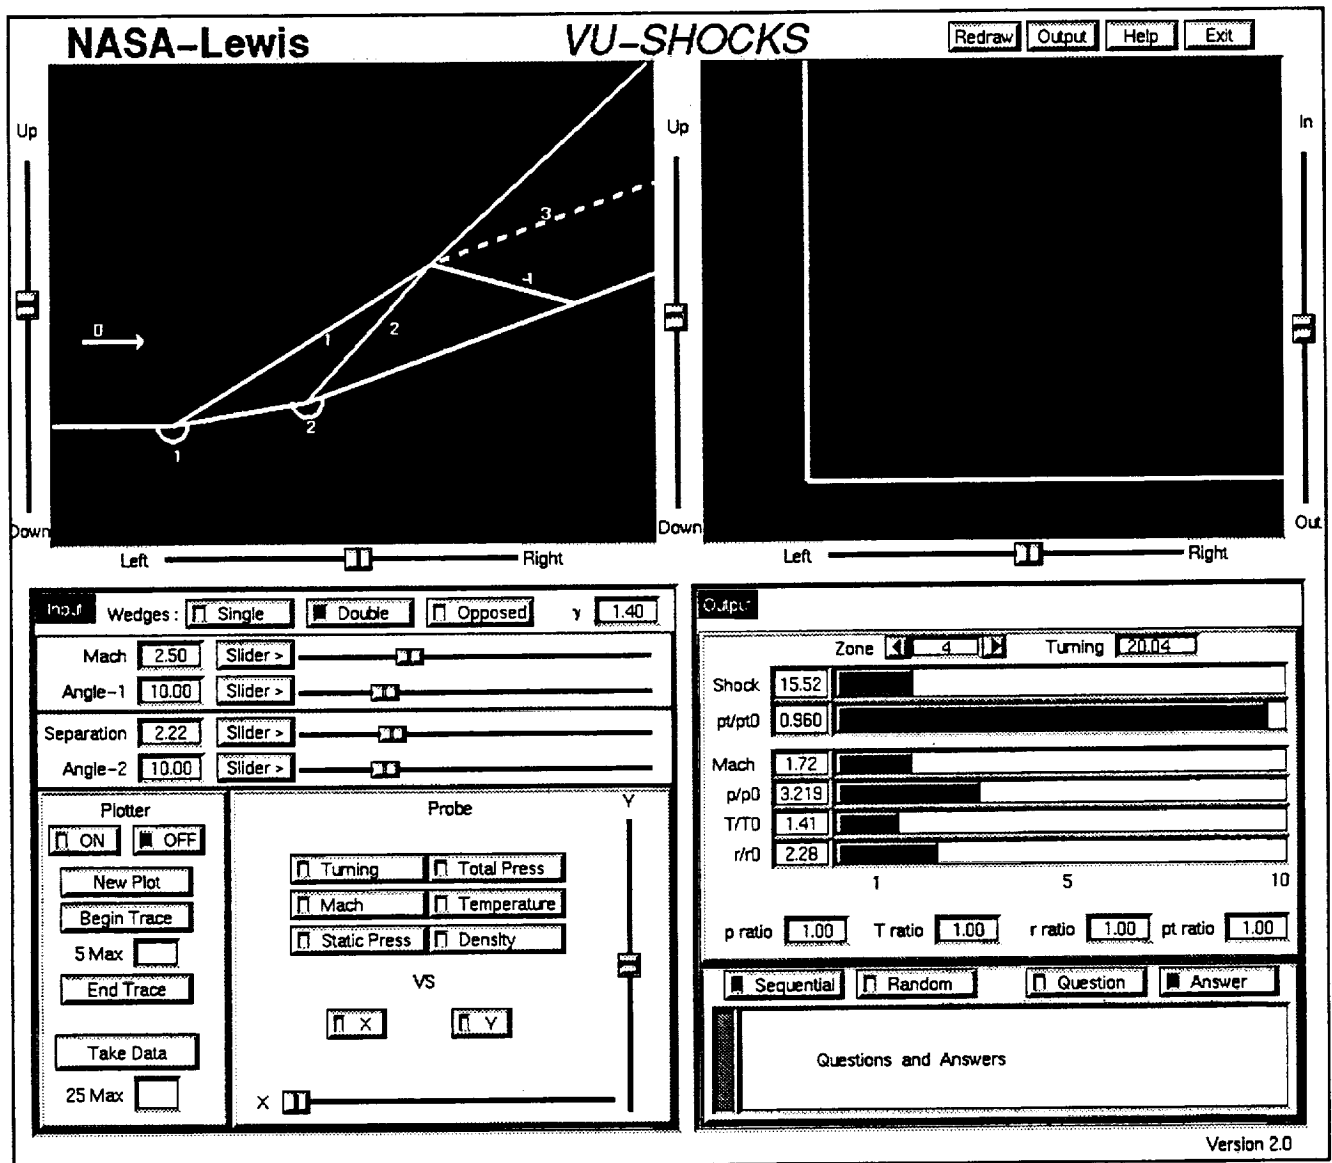 NASA-Lewis VU-SHOCKS Redraw Output Help Exit
Up Up In
0 1 2 3 4
1 2
Down Down Out
Left Right Left Right
Input Wedges: Single Double Opposed γ 1.40
Mach 2.50 Slider >
Angle-1 10.00 Slider >
Separation 2.22 Slider >
Angle-2 10.00 Slider >
Plotter
ON OFF
New Plot
Begin Trace
5 Max
End Trace
Take Data
25 Max
Probe Y
Turning Total Press
Mach Temperature
Static Press Density
VS
X Y
X
Output
Zone 4 Turning 20.04
Shock 15.52
pt/pt0 0.960
Mach 1.72
p/p0 3.219
T/T0 1.41
r/r0 2.28
1 5 10
p ratio 1.00 T ratio 1.00 r ratio 1.00 pt ratio 1.00
Sequential Random Question Answer
Questions and Answers
Version 2.0